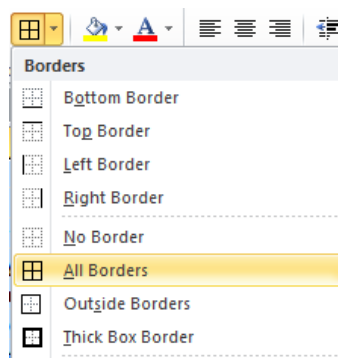 A
Borders
Bottom Border
Top Border
Left Border
Right Border
No Border
All Borders
Outside Borders
Thick Box Border